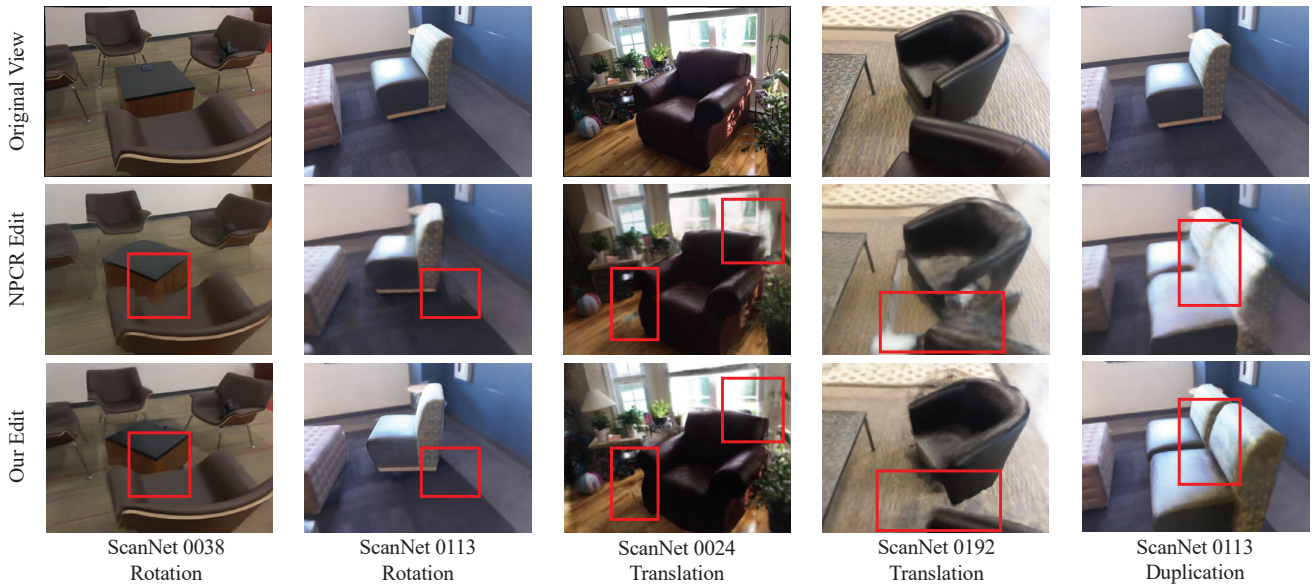 Original View
NPCR Edit
Our Edit
ScanNet 0038
Rotation
ScanNet 0113
Rotation
ScanNet 0024
Translation
ScanNet 0192
Translation
ScanNet 0113
Duplication